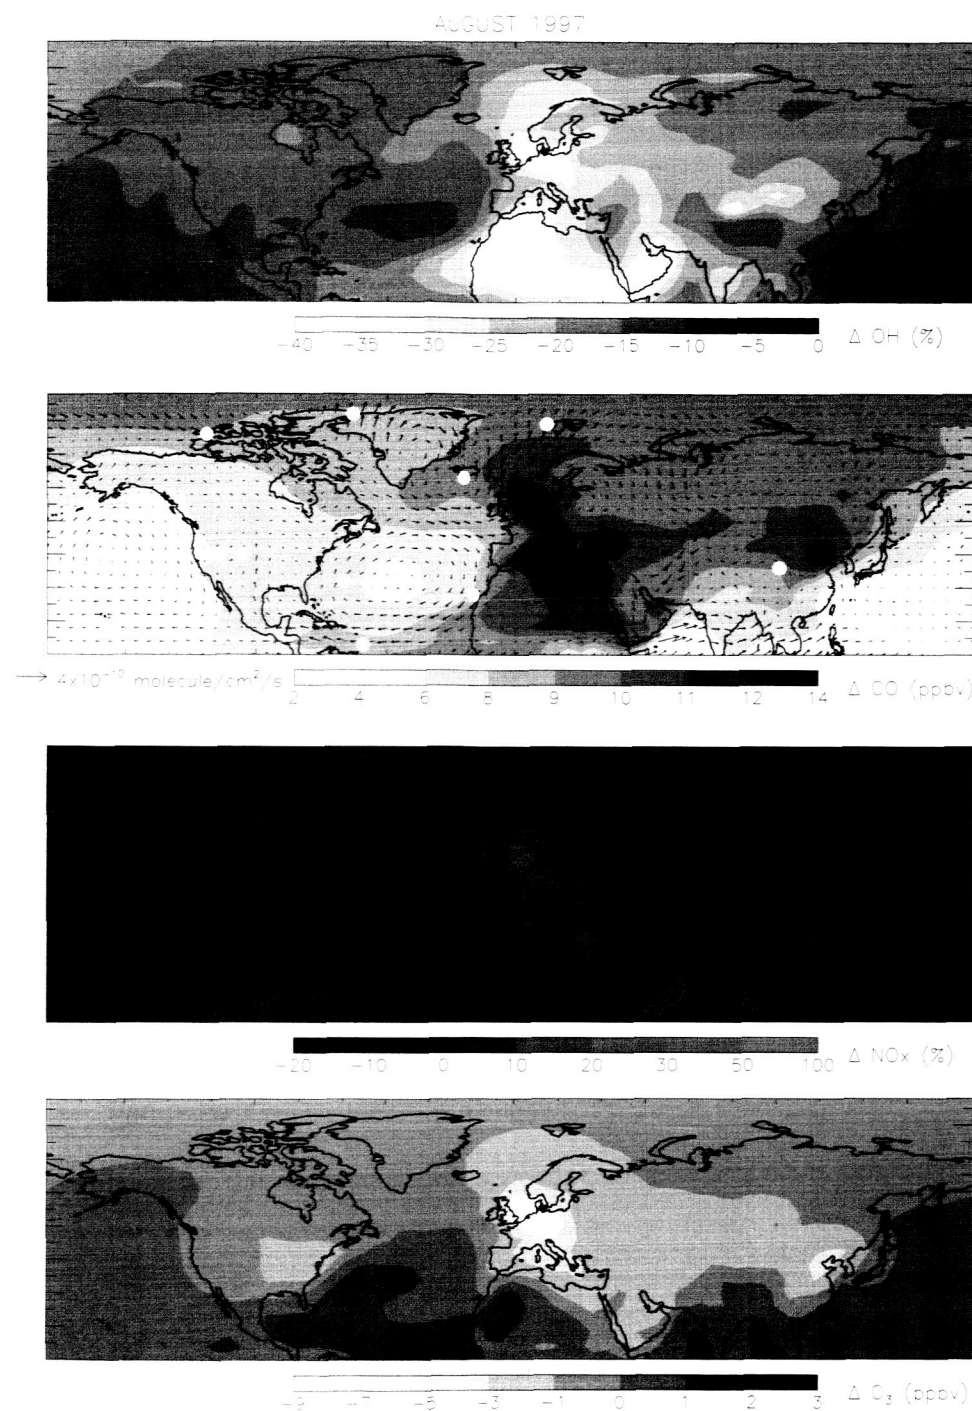 AUGUST 1997
-40 -35 -30 -25 -20 -15 -10 -5 0 Δ OH (%)
4x10⁻¹⁰ molecule/cm²/s 2 4 6 8 9 10 11 12 14 Δ CO (ppbv)
-20 -10 0 10 20 30 50 100 Δ NOx (%)
-9 -7 -5 -3 -1 0 1 2 3 Δ O₃ (ppbv)